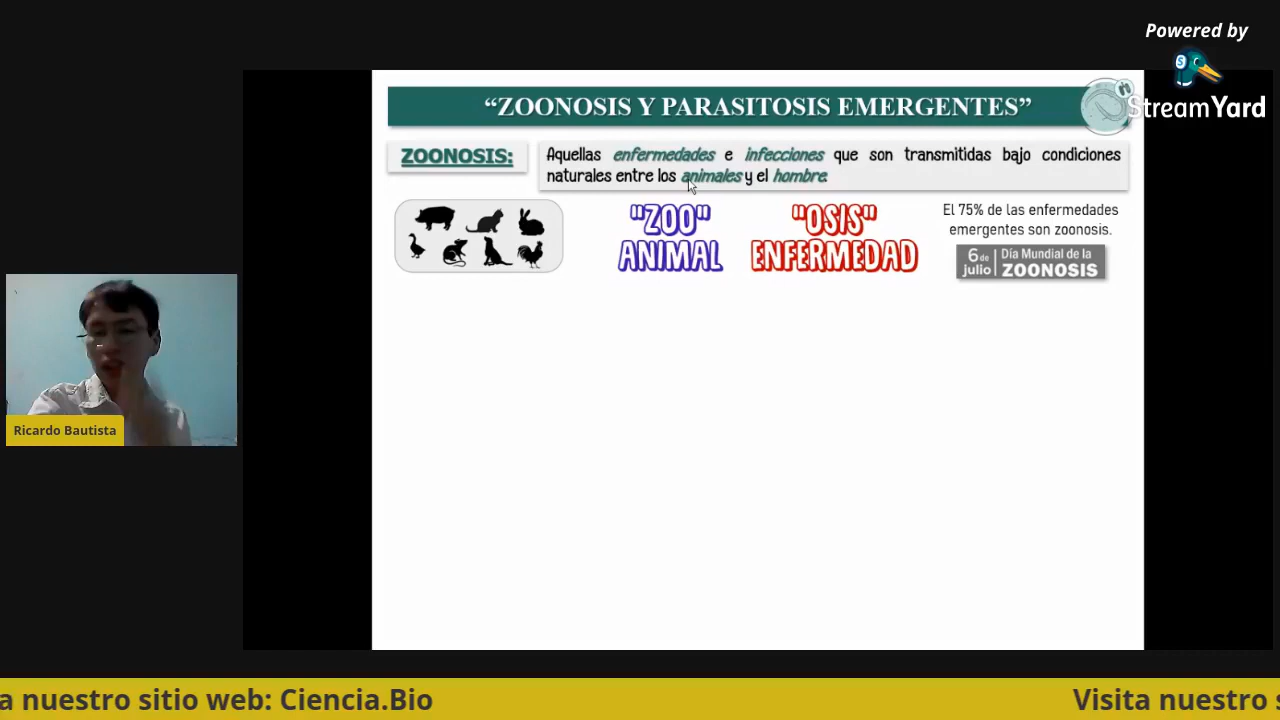 Powered by
StreamYard
“ZOONOSIS Y PARASITOSIS EMERGENTES”
ZOONOSIS:
Aquellas enfermedades e infecciones que son transmitidas bajo condiciones
naturales entre los animales y el hombre.
"ZOO"
ANIMAL
"OSIS"
ENFERMEDAD
El 75% de las enfermedades
emergentes son zoonosis.
6 de julio
Día Mundial de la
ZOONOSIS
Ricardo Bautista
a nuestro sitio web: Ciencia.Bio
Visita nuestro s